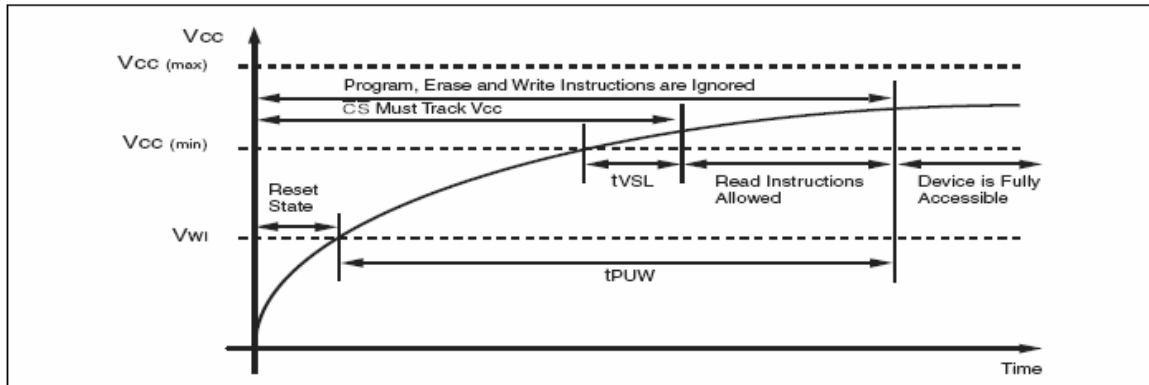 Vcc
Vcc (max)
Program, Erase and Write Instructions are Ignored
CS Must Track Vcc
Vcc (min)
tVSL
Read Instructions
Allowed
Device is Fully
Accessible
Reset
State
VWI
tPUW
Time